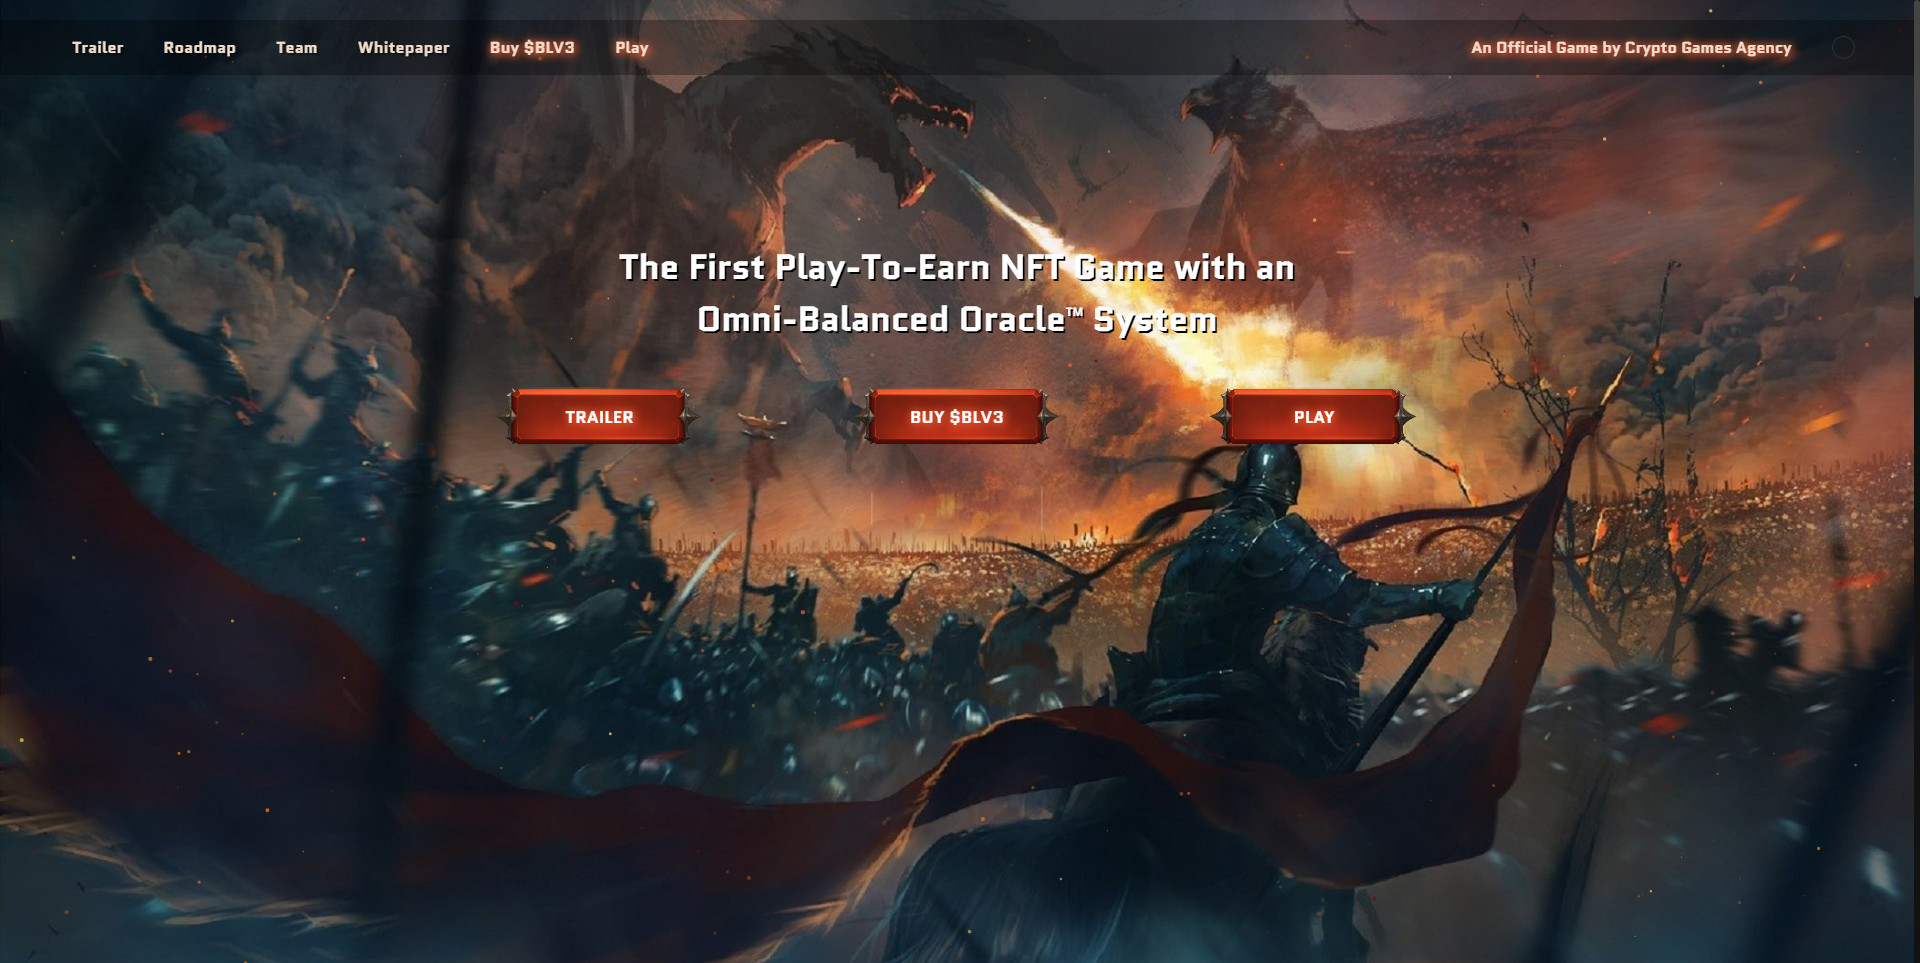 Trailer Roadmap Team Whitepaper Buy $BLV3 Play An Official Game by Crypto Games Agency
The First Play-To-Earn NFT Game with an
Omni-Balanced Oracle™ System
TRAILER BUY $BLV3 PLAY